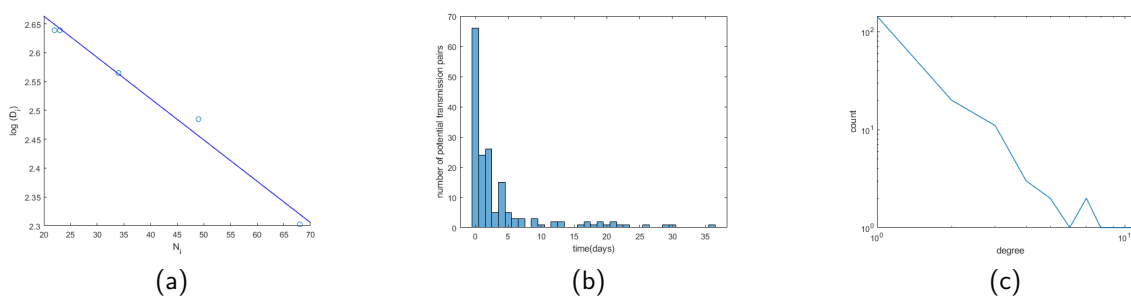 2.65
2.6
2.55
2.5
2.45
2.4
2.35
2.3
log (D_i)
20 25 30 35 40 45 50 55 60 65 70
N_i
(a)
70
60
50
40
30
20
10
0
number of potential transmission pairs
0 5 10 15 20 25 30 35
time(days)
(b)
10^2
10^1
10^0
count
10^0 10^1
degree
(c)